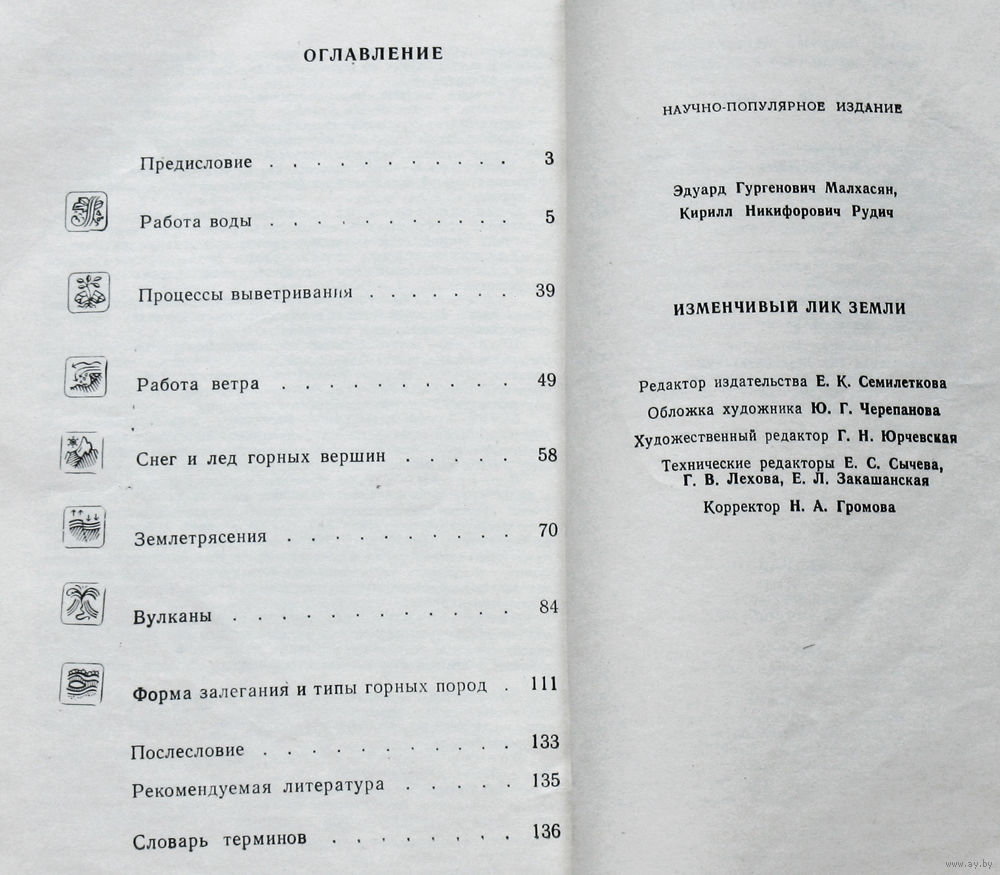 ОГЛАВЛЕНИЕ
Предисловие . . . . . . . . . . . 3
Работа воды . . . . . . . . . . . 5
Процессы выветривания . . . . . . . 39
Работа ветра . . . . . . . . . . 49
Снег и лед горных вершин . . . . . 58
Землетрясения . . . . . . . . . . 70
Вулканы . . . . . . . . . . . . 84
Форма залегания и типы горных пород . 111
Послесловие . . . . . . . . . . 133
Рекомендуемая литература . . . . . 135
Словарь терминов . . . . . . . . 136
НАУЧНО-ПОПУЛЯРНОЕ ИЗДАНИЕ
Эдуард Гургенович Малхасян,
Кирилл Никифорович Рудич
ИЗМЕНЧИВЫЙ ЛИК ЗЕМЛИ
Редактор издательства Е. К. Семилеткова
Обложка художника Ю. Г. Черепанова
Художественный редактор Г. Н. Юрчевская
Технические редакторы Е. С. Сычева,
Г. В. Лехова, Е. Л. Закашанская
Корректор Н. А. Громова
www.ay.by